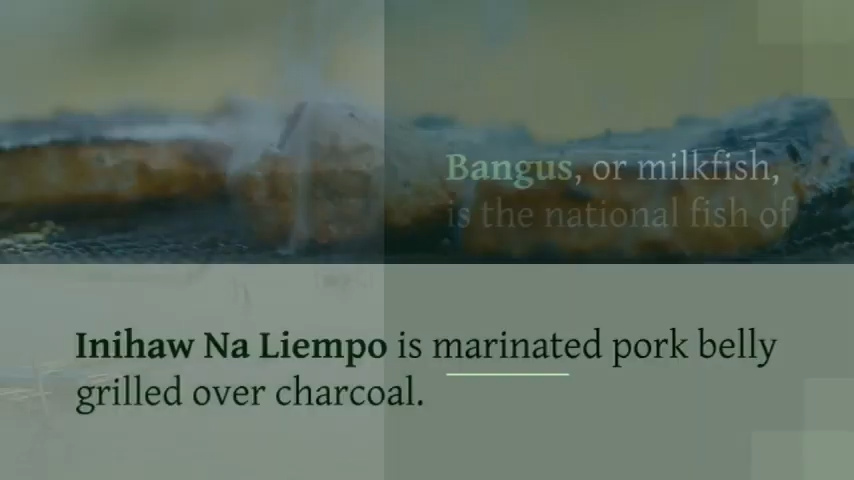 Bangus, or milkfish,
is the national fish of
Inihaw Na Liempo is marinated pork belly
grilled over charcoal.